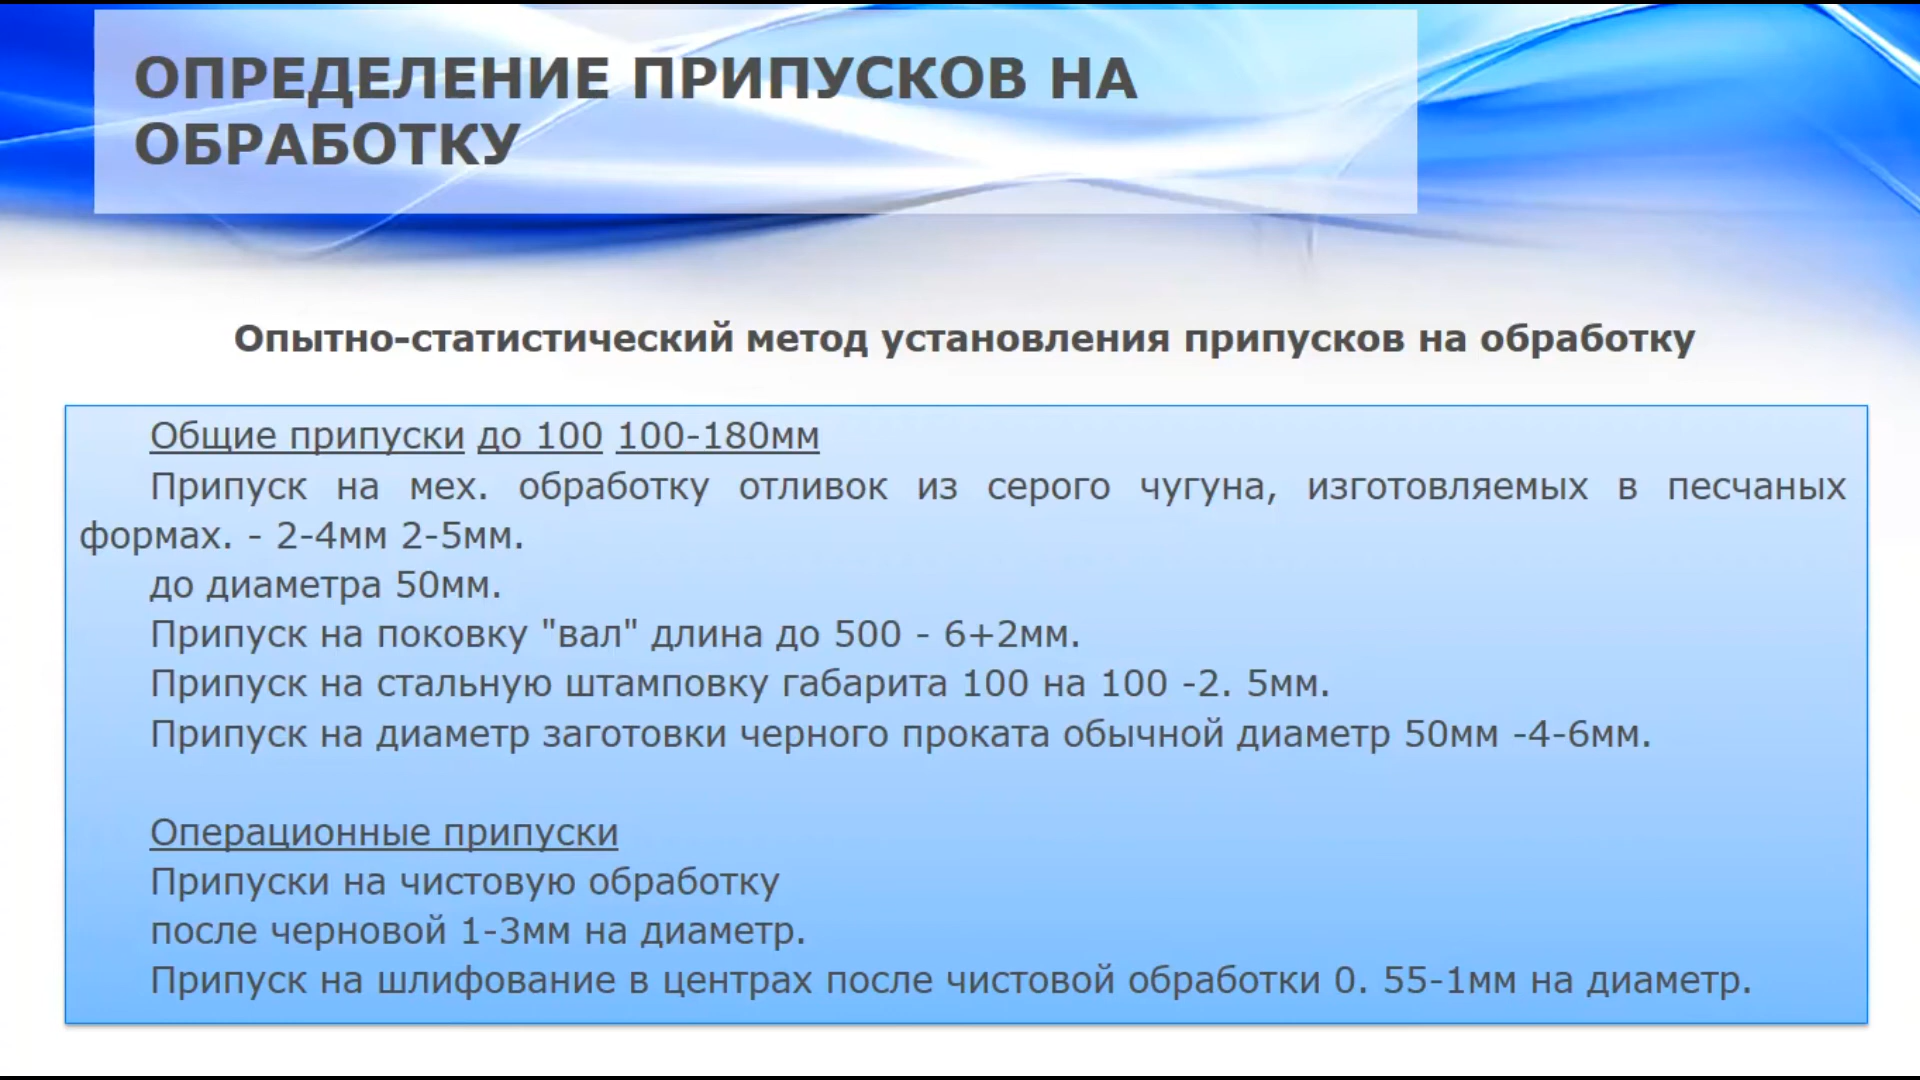 ОПРЕДЕЛЕНИЕ ПРИПУСКОВ НА
ОБРАБОТКУ
Опытно-статистический метод установления припусков на обработку
Общие припуски до 100 100-180мм
Припуск на мех. обработку отливок из серого чугуна, изготовляемых в песчаных
формах. - 2-4мм 2-5мм.
до диаметра 50мм.
Припуск на поковку "вал" длина до 500 - 6+2мм.
Припуск на стальную штамповку габарита 100 на 100 -2. 5мм.
Припуск на диаметр заготовки черного проката обычной диаметр 50мм -4-6мм.
Операционные припуски
Припуски на чистовую обработку
после черновой 1-3мм на диаметр.
Припуск на шлифование в центрах после чистовой обработки 0. 55-1мм на диаметр.